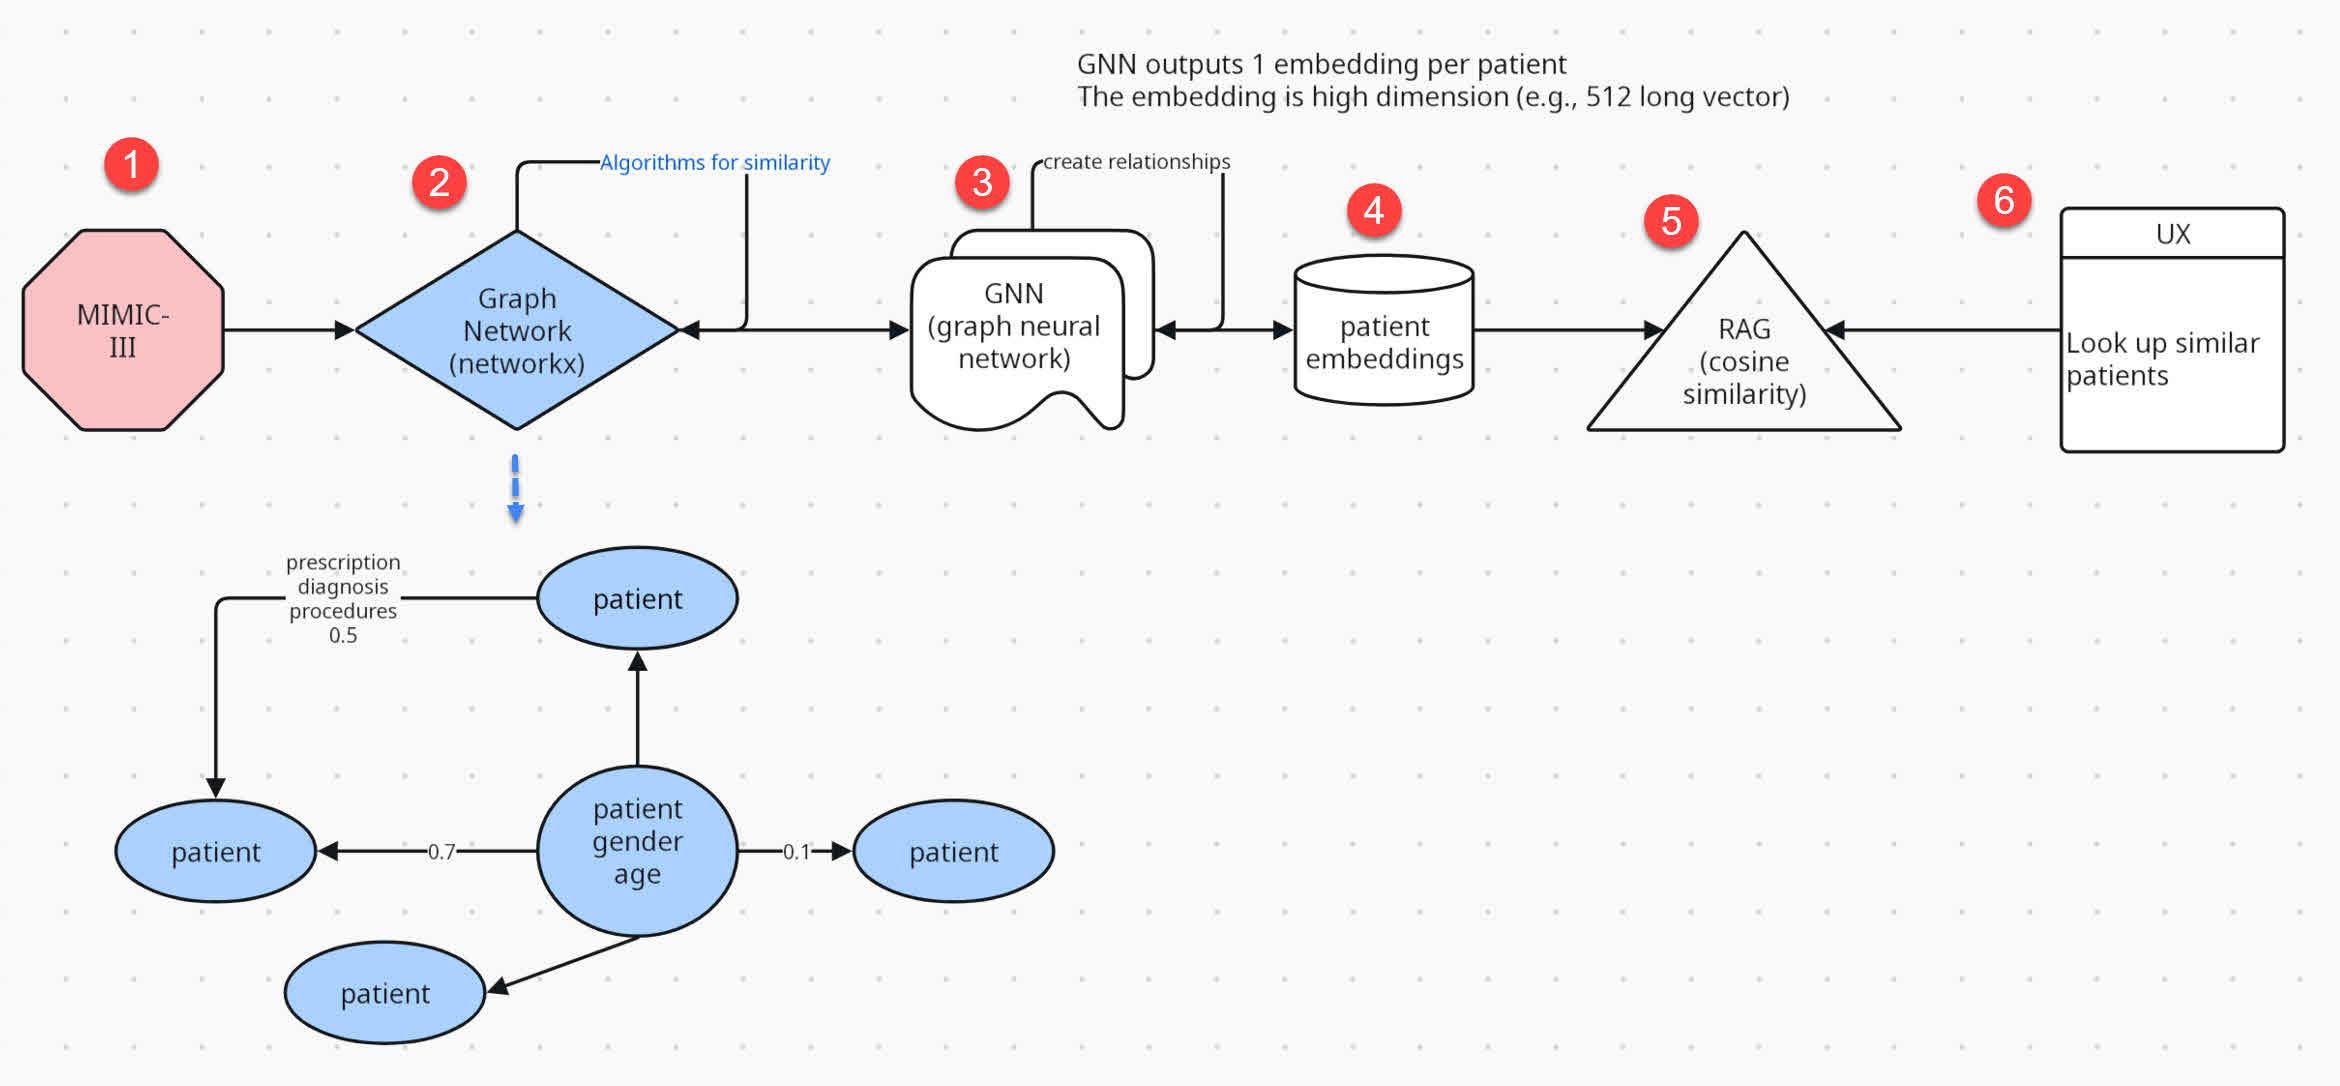 GNN outputs 1 embedding per patient
The embedding is high dimension (e.g., 512 long vector)
1
2
Algorithms for similarity
3
create relationships
4
5
6
MIMIC-
III
Graph
Network
(networkx)
GNN
(graph neural
network)
patient
embeddings
RAG
(cosine
similarity)
UX
Look up similar
patients
prescription
diagnosis
procedures
0.5
patient
patient
0.7
patient
gender
age
0.1
patient
patient